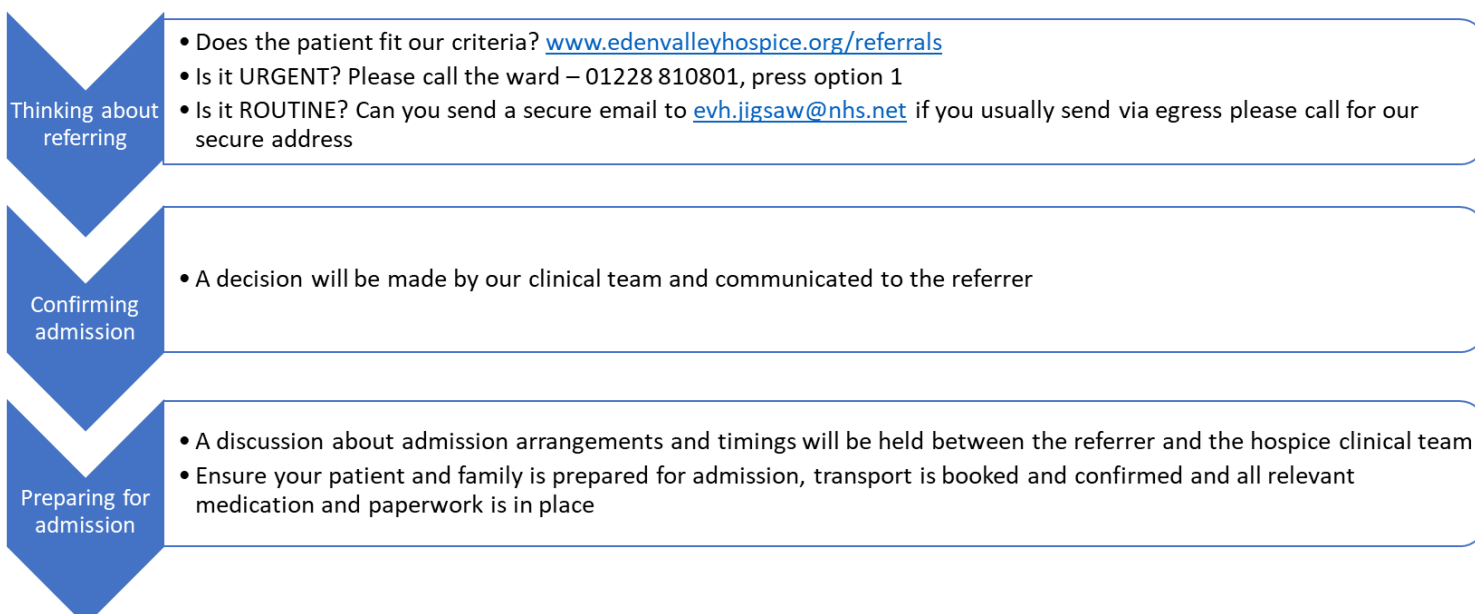 Thinking about
referring
• Does the patient fit our criteria? www.edenvalleyhospice.org/referrals
• Is it URGENT? Please call the ward – 01228 810801, press option 1
• Is it ROUTINE? Can you send a secure email to evh.jigsaw@nhs.net if you usually send via egress please call for our
secure address
Confirming
admission
• A decision will be made by our clinical team and communicated to the referrer
Preparing for
admission
• A discussion about admission arrangements and timings will be held between the referrer and the hospice clinical team
• Ensure your patient and family is prepared for admission, transport is booked and confirmed and all relevant
medication and paperwork is in place